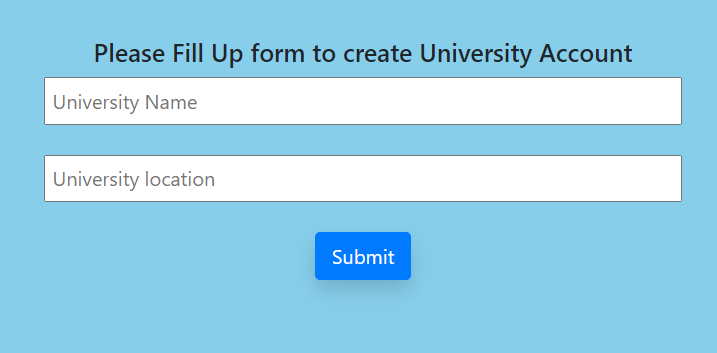 Please Fill Up form to create University Account
University Name
University location
Submit